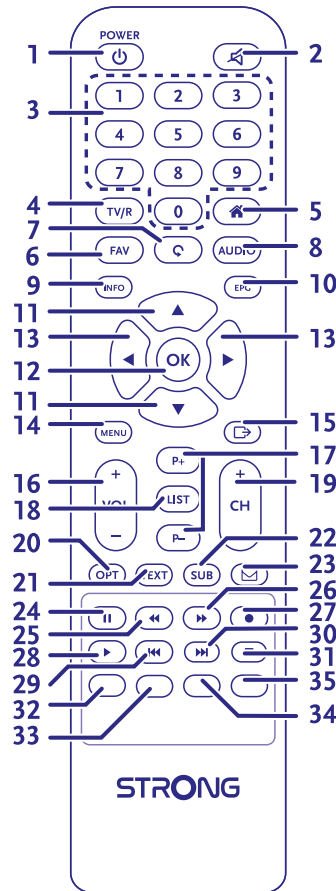 POWER
1 2
1 2 3
3
4 5 6
7 8 9
4 TV/R 0 5
7
6 FAV AUDIO 8
9 INFO EPG 10
11
13 13
12 OK
11
14 MENU 15
P+ 17
16 + + 19
18 VOL LIST CH
− P− 
20 22
OPT TEXT SUB 23
21
24 26
25 27
28 30
29 31
32 35
33 34
STRONG